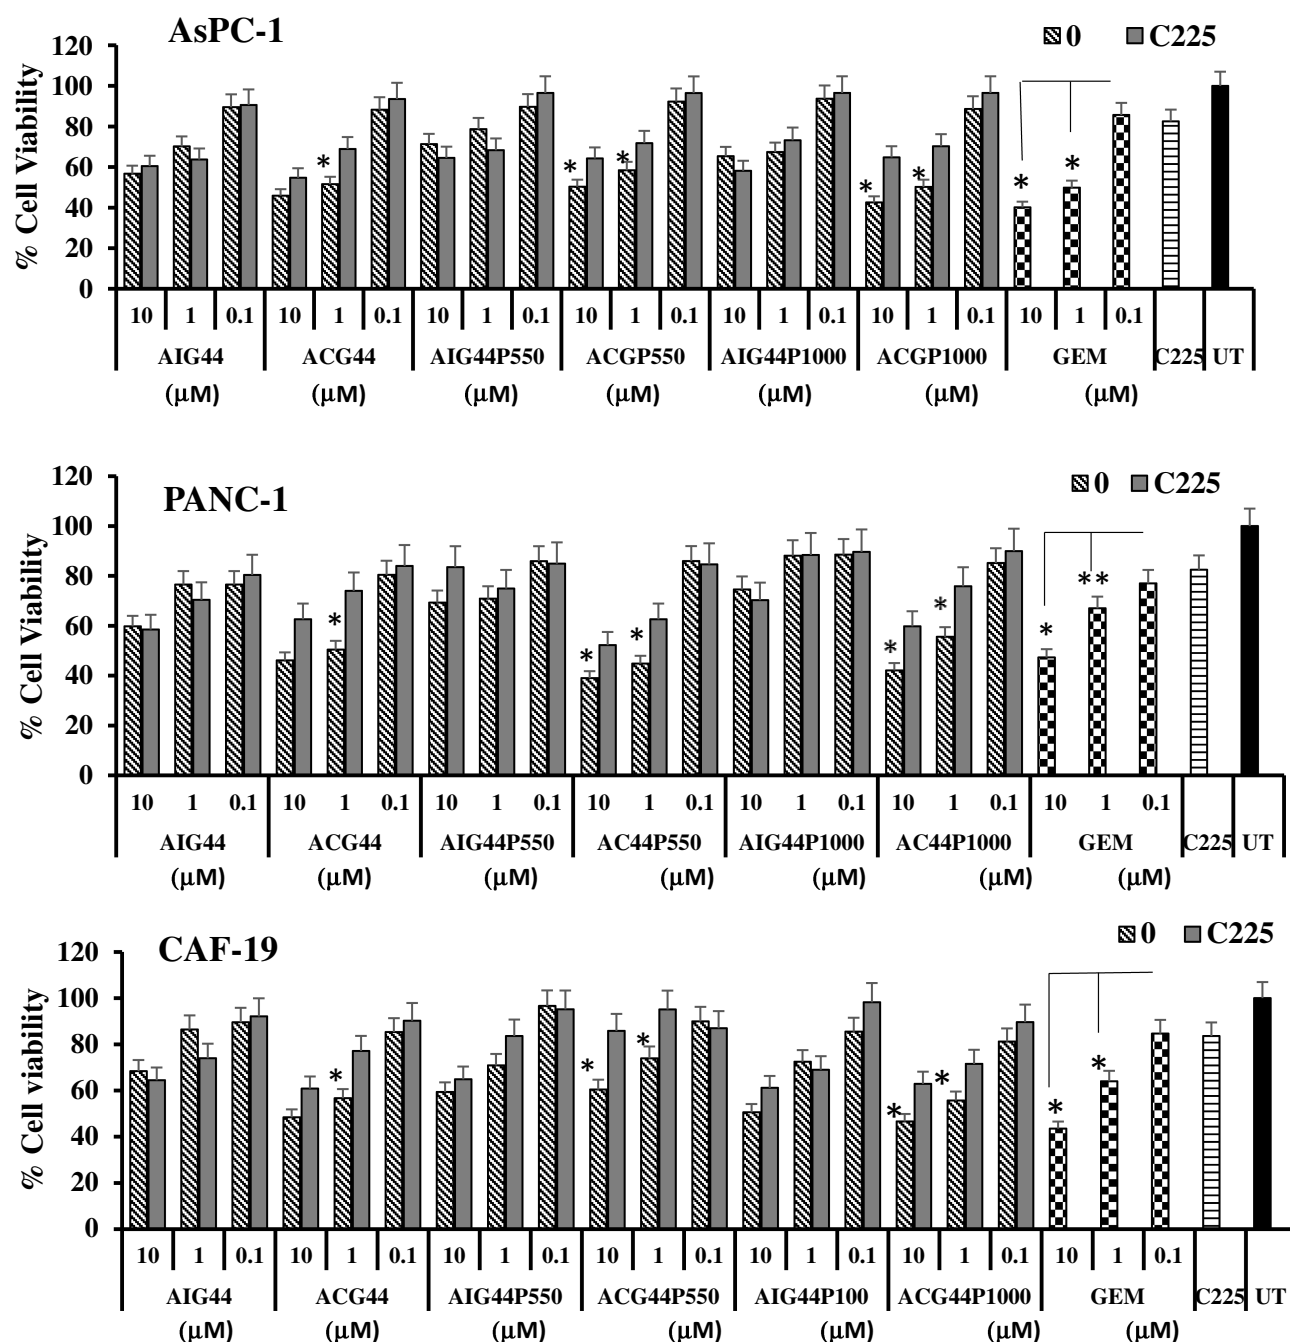 AsPC-1
0 C225
% Cell Viability
120
100
80
60
40
20
0
* * * * * * *
10 1 0.1 10 1 0.1 10 1 0.1 10 1 0.1 10 1 0.1 10 1 0.1 10 1 0.1
AIG44 ACG44 AIG44P550 ACGP550 AIG44P1000 ACGP1000 GEM C225 UT
(μM) (μM) (μM) (μM) (μM) (μM) (μM)
PANC-1
0 C225
% Cell Viability
120
100
80
60
40
20
0
* * * * * * **
10 1 0.1 10 1 0.1 10 1 0.1 10 1 0.1 10 1 0.1 10 1 0.1 10 1 0.1
AIG44 ACG44 AIG44P550 AC44P550 AIG44P1000 AC44P1000 GEM C225 UT
(μM) (μM) (μM) (μM) (μM) (μM) (μM)
CAF-19
0 C225
% Cell viability
120
100
80
60
40
20
0
* * * * * * *
10 1 0.1 10 1 0.1 10 1 0.1 10 1 0.1 10 1 0.1 10 1 0.1 10 1 0.1
AIG44 ACG44 AIG44P550 ACG44P550 AIG44P100 ACG44P1000 GEM C225 UT
(μM) (μM) (μM) (μM) (μM) (μM) (μM)